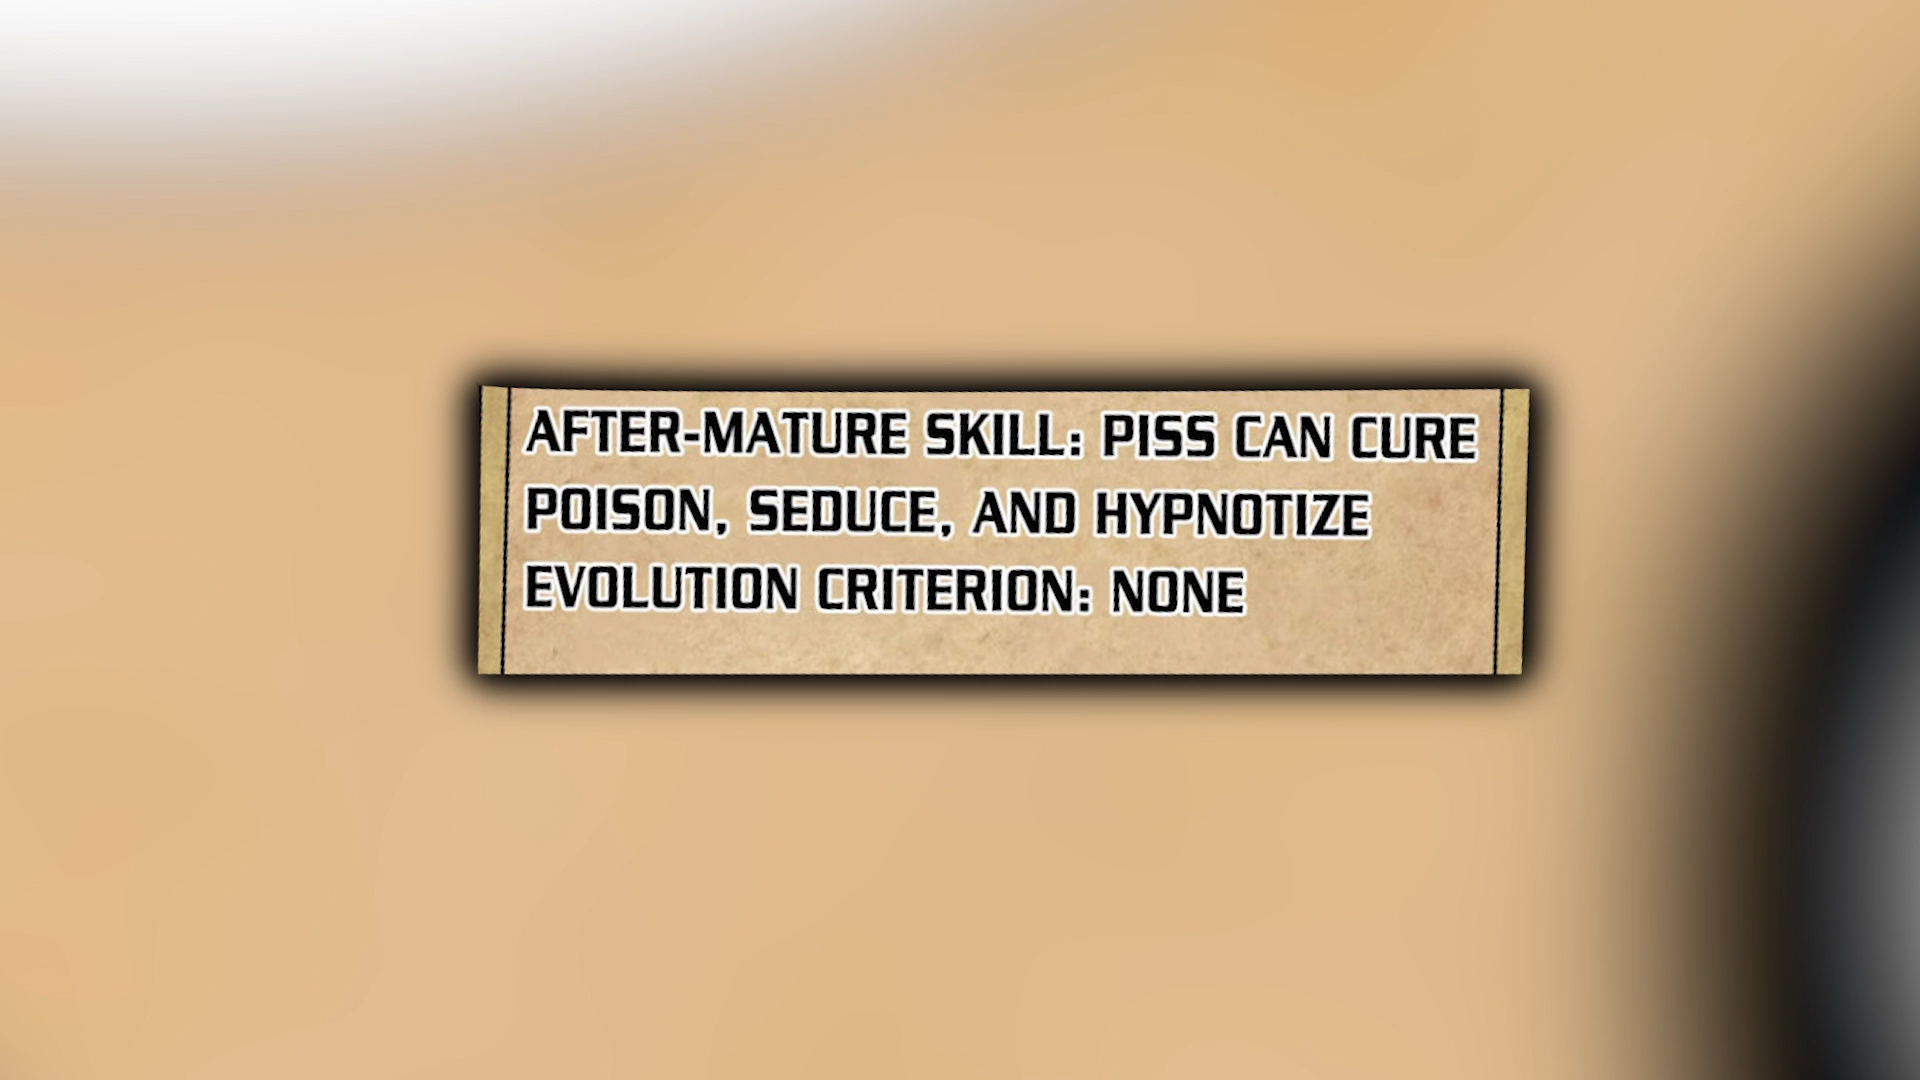 AFTER-MATURE SKILL: PISS CAN CURE
POISON, SEDUCE, AND HYPNOTIZE
EVOLUTION CRITERION: NONE